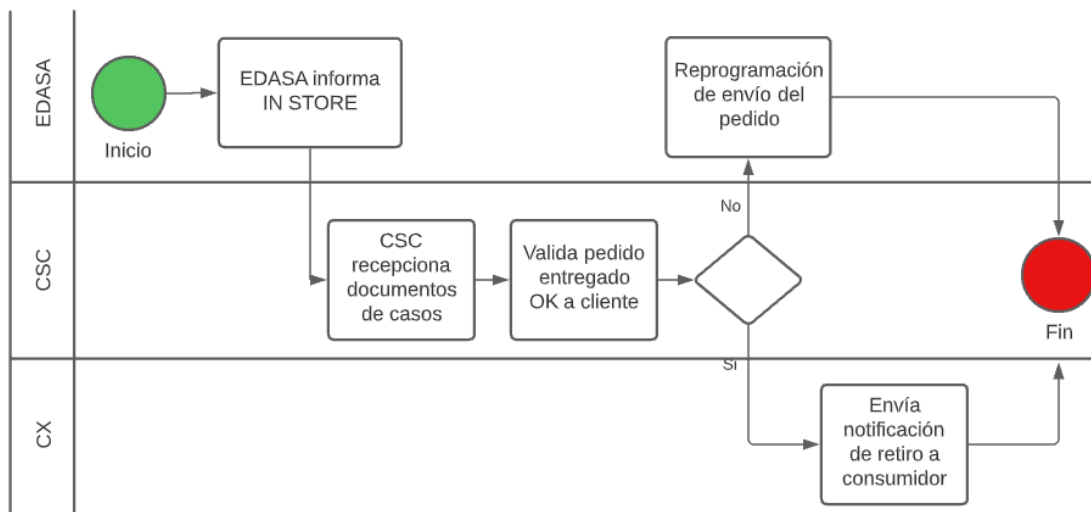 EDASA
Inicio
EDASA informa
IN STORE
Reprogramación
de envío del
pedido
CSC
CSC
recepciona
documentos
de casos
Valida pedido
entregado
OK a cliente
No
Si
Fin
CX
Envía
notificación
de retiro a
consumidor